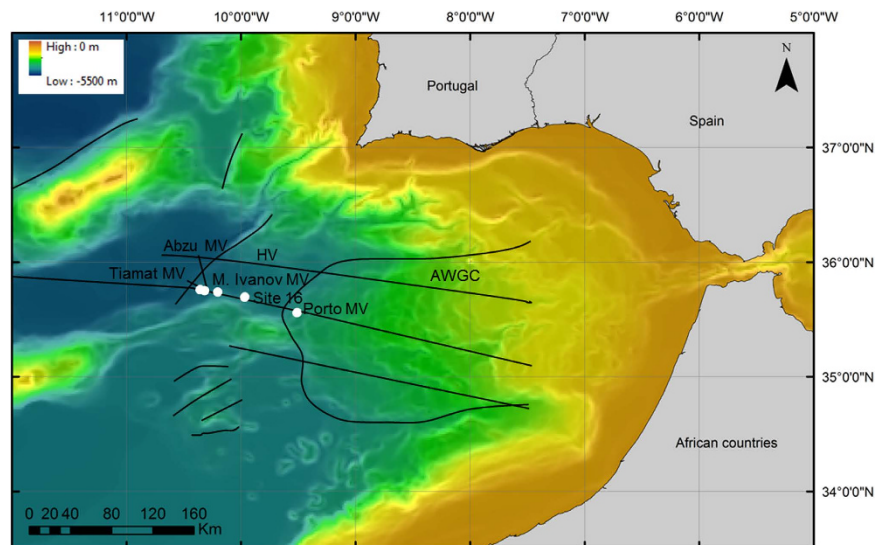 11°0'0"W 10°0'0"W 9°0'0"W 8°0'0"W 7°0'0"W 6°0'0"W 5°0'0"W
High : 0 m
Low : -5500 m
N
Portugal
Spain
37°0'0"N
Abzu MV
HV
36°0'0"N
Tiamat MV
M. Ivanov MV
AWGC
Site 16
Porto MV
35°0'0"N
African countries
34°0'0"N
0 20 40 80 120 160
Km